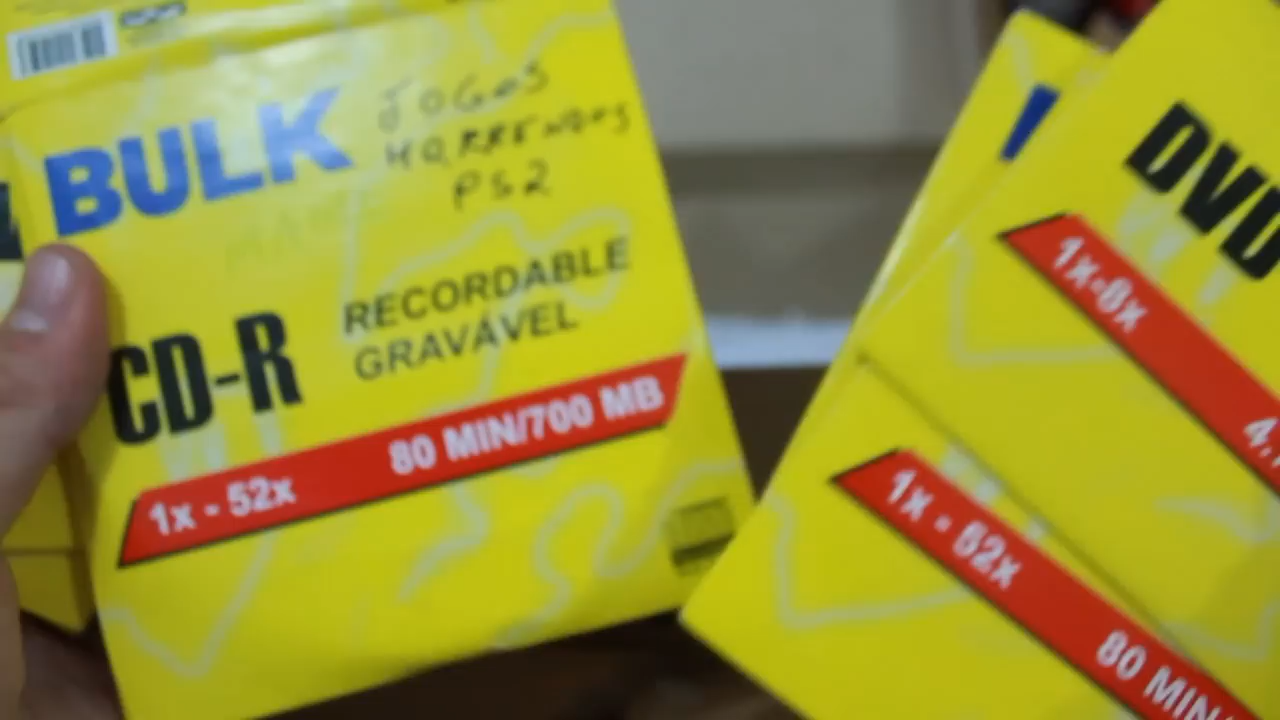 BULK
JOGOS
HORRENDOS
PS2
CD-R
RECORDABLE
GRAVÁVEL
1x - 52x 80 MIN/700 MB
DVD
1x-8x 4,
1x - 52x 80 MIN/